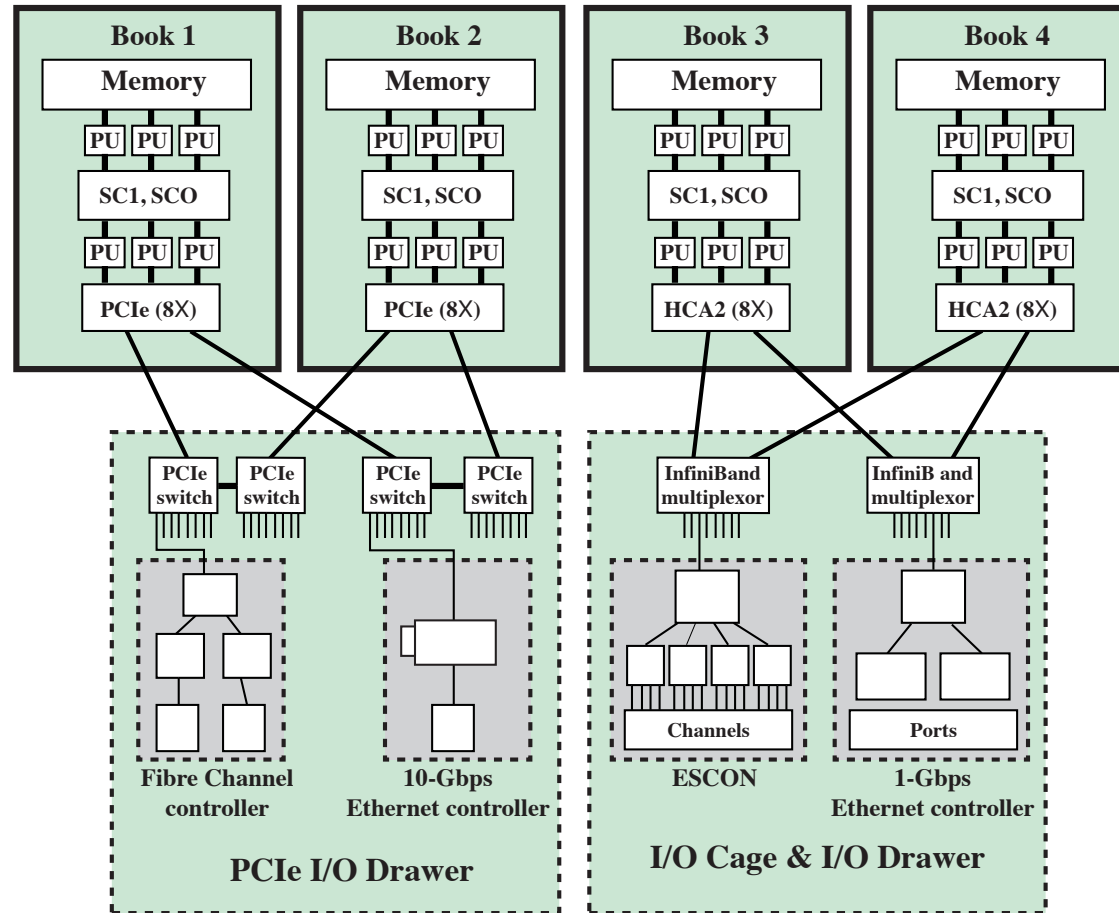 Book 1
Memory
PU PU PU
SC1, SCO
PU PU PU
PCIe (8X)
Book 2
Memory
PU PU PU
SC1, SCO
PU PU PU
PCIe (8X)
Book 3
Memory
PU PU PU
SC1, SCO
PU PU PU
HCA2 (8X)
Book 4
Memory
PU PU PU
SC1, SCO
PU PU PU
HCA2 (8X)
PCIe
switch
PCIe
switch
PCIe
switch
PCIe
switch
InfiniBand
multiplexor
InfiniB and
multiplexor
Fibre Channel
controller
10-Gbps
Ethernet controller
PCIe I/O Drawer
Channels
ESCON
Ports
1-Gbps
Ethernet controller
I/O Cage & I/O Drawer